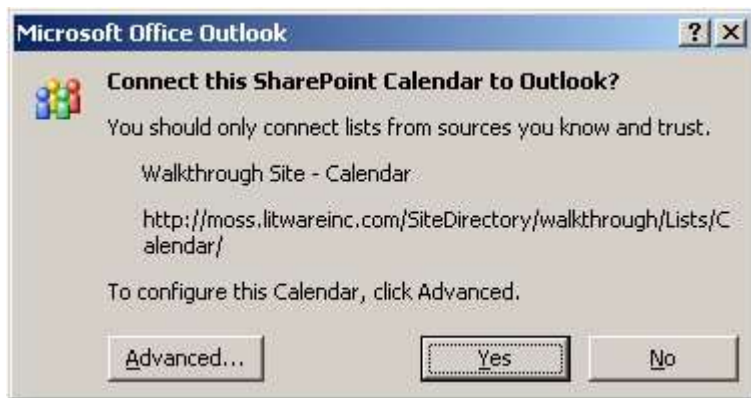 Microsoft Office Outlook
Connect this SharePoint Calendar to Outlook?
You should only connect lists from sources you know and trust.
Walkthrough Site - Calendar
http://moss.litwareinc.com/SiteDirectory/walkthrough/Lists/C
alendar/
To configure this Calendar, click Advanced.
Advanced... Yes No